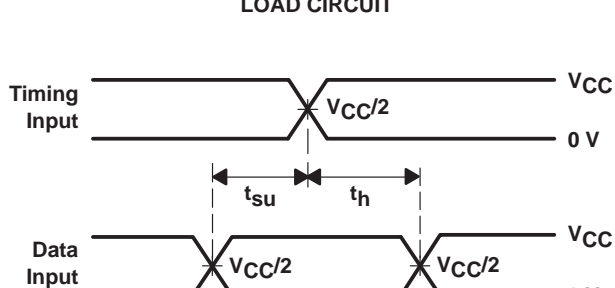 LOAD CIRCUIT
Timing Input
VCC
VCC/2
0 V
tsu
th
Data Input
VCC
VCC/2
VCC/2